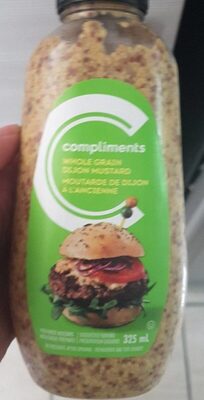 compliments
WHOLE GRAIN
DIJON MUSTARD
MOUTARDE DE DIJON
À L'ANCIENNE
325 mL